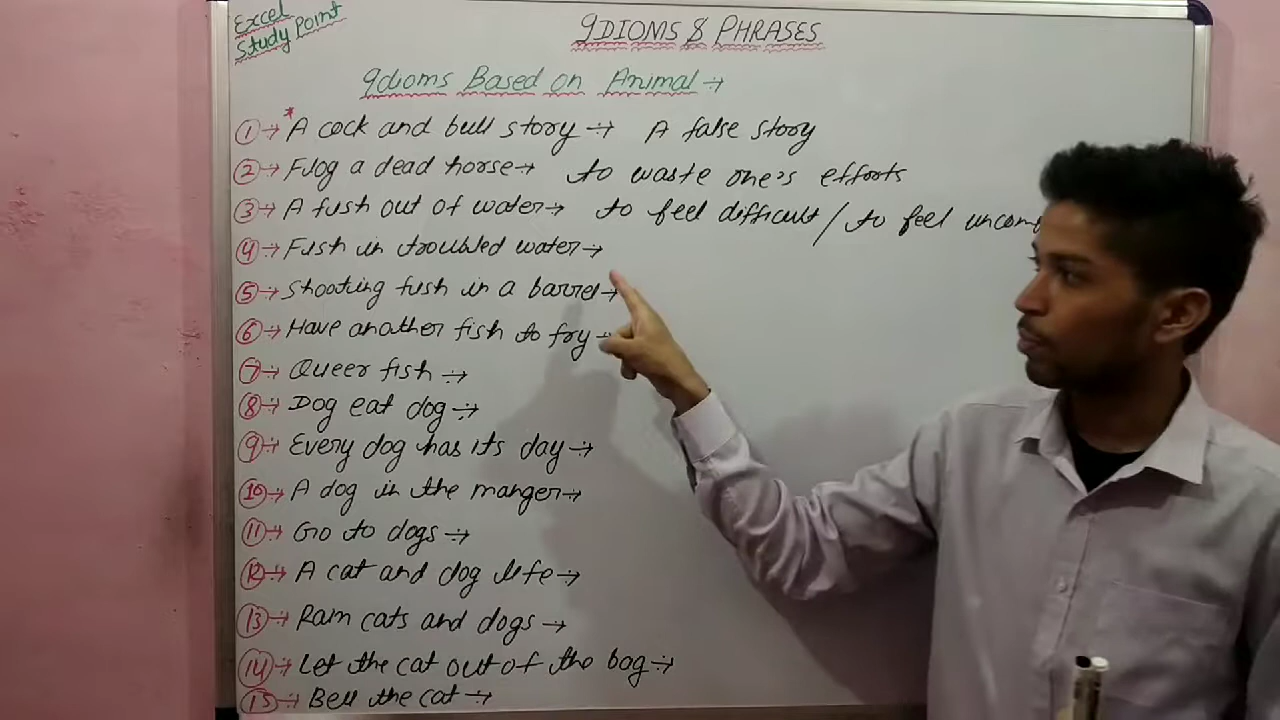 Excel
Study Point
IDIOMS & PHRASES
Idioms Based on Animal →
① → *A cock and bull story → A false story
② → Flog a dead horse → to waste one's efforts
③ → A fish out of water → to feel difficult / to feel uncom
④ → Fish in troubled water →
⑤ → Shooting fish in a barrel →
⑥ → Have another fish to fry →
⑦ → Queer fish →
⑧ → Dog eat dog →
⑨ → Every dog has its day →
⑩ → A dog in the manger →
⑪ → Go to dogs →
⑫ → A cat and dog life →
⑬ → Rain cats and dogs →
⑭ → Let the cat out of the bag →
⑮ → Bell the cat →